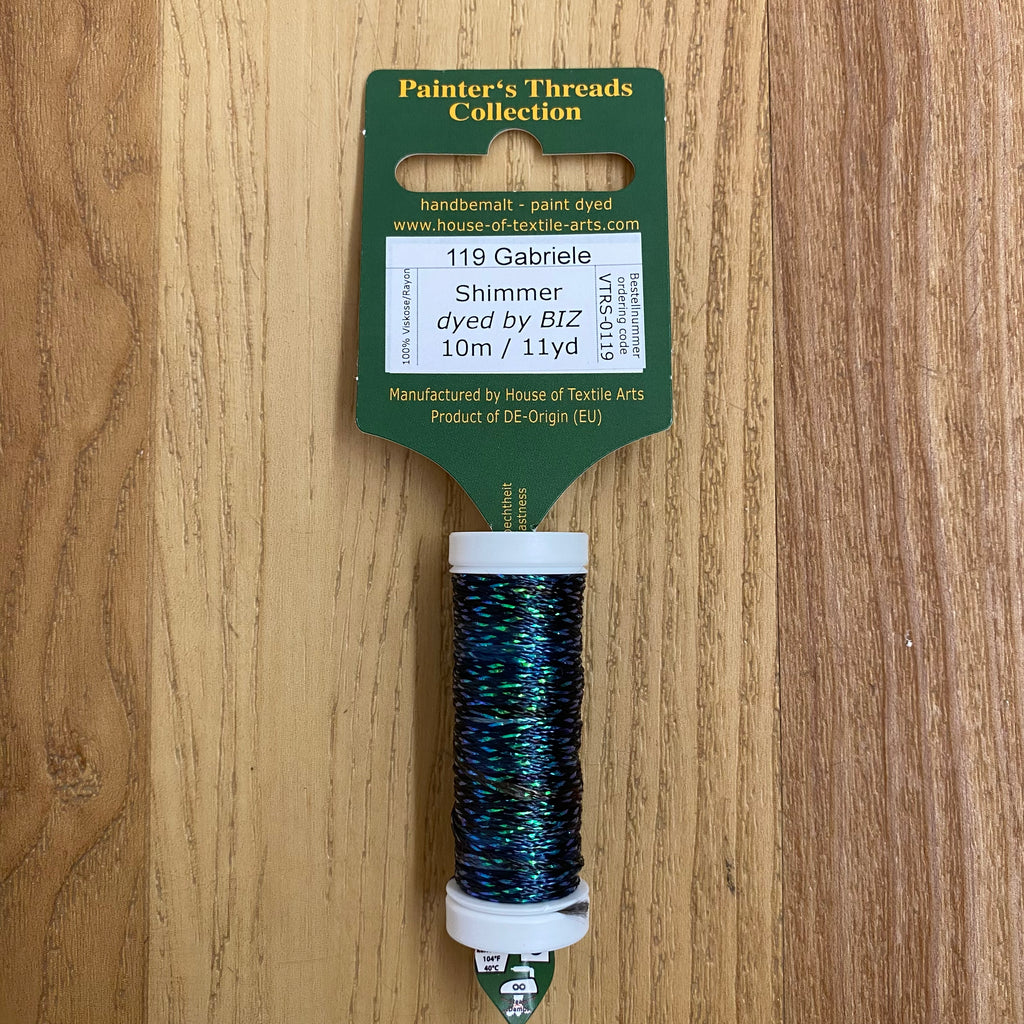 Painter‘s Threads
Collection
handbemalt - paint dyed
www.house-of-textile-arts.com
119 Gabriele
100% Viskose/Rayon
Shimmer
dyed by BIZ
10m / 11yd
Bestellnummer
ordering code
VTRS-0119
Manufactured by House of Textile Arts
Product of DE-Origin (EU)
104°F
40°C